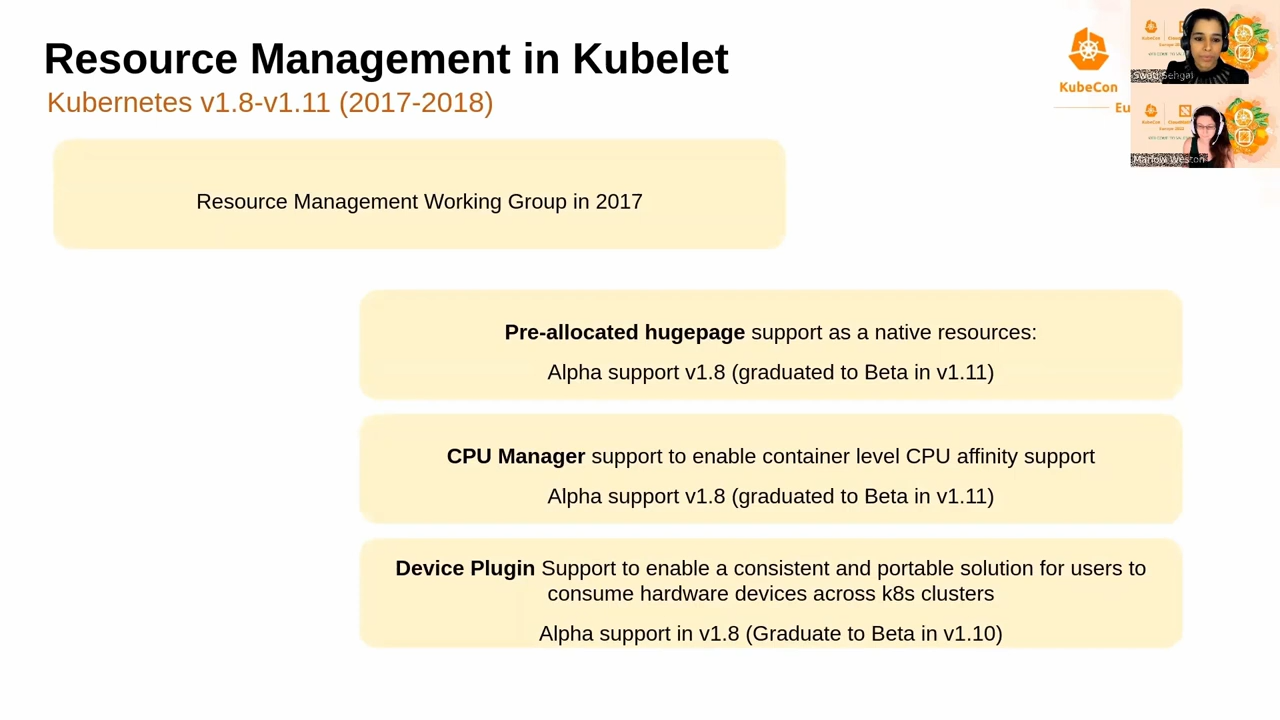 Resource Management in Kubelet
Kubernetes v1.8-v1.11 (2017-2018)
KubeCon
Eu
Swati Sehgal
Marlow Weston
Resource Management Working Group in 2017
Pre-allocated hugepage support as a native resources:
Alpha support v1.8 (graduated to Beta in v1.11)
CPU Manager support to enable container level CPU affinity support
Alpha support v1.8 (graduated to Beta in v1.11)
Device Plugin Support to enable a consistent and portable solution for users to
consume hardware devices across k8s clusters
Alpha support in v1.8 (Graduate to Beta in v1.10)